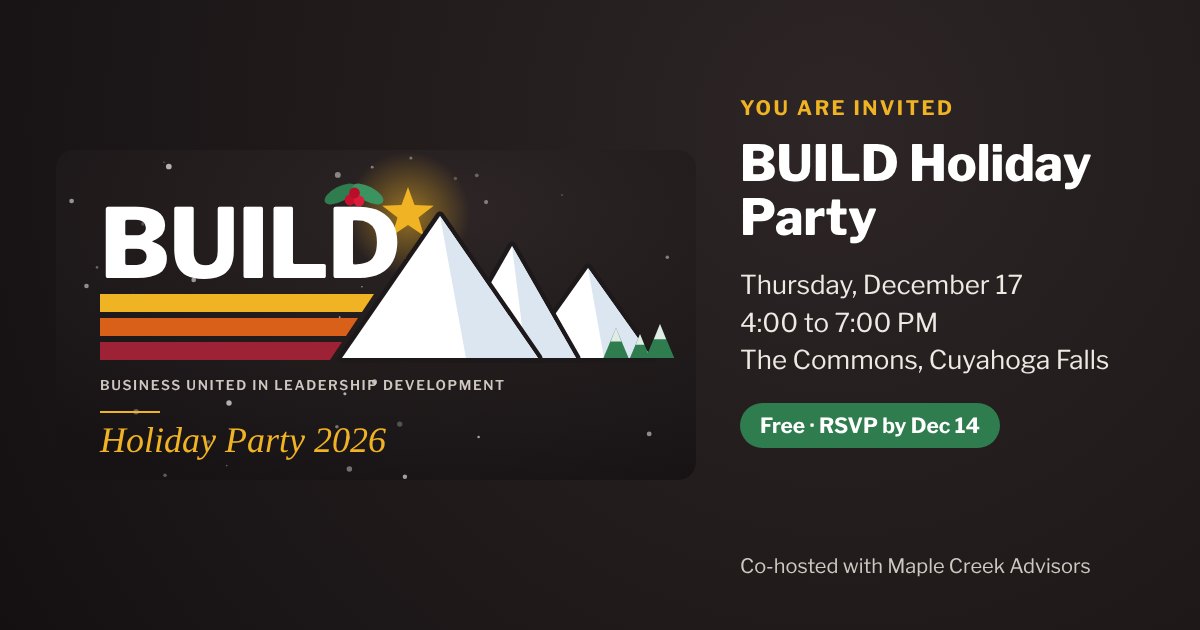 BUILD
BUSINESS UNITED IN LEADERSHIP DEVELOPMENT
Holiday Party 2026
YOU ARE INVITED
BUILD Holiday
Party
Thursday, December 17
4:00 to 7:00 PM
The Commons, Cuyahoga Falls
Free · RSVP by Dec 14
Co-hosted with Maple Creek Advisors